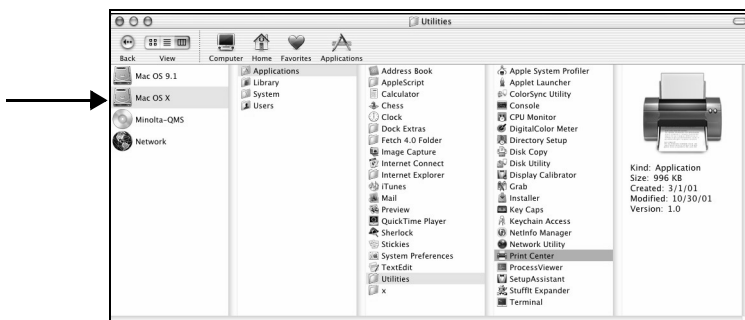 Utilities
Back
View
Computer
Home
Favorites
Applications
Mac OS 9.1
Mac OS X
Minolta-QMS
Network
Applications
Library
System
Users
Address Book
AppleScript
Calculator
Chess
Clock
Dock Extras
Fetch 4.0 Folder
Image Capture
Internet Connect
Internet Explorer
iTunes
Mail
Preview
QuickTime Player
Sherlock
Stickies
System Preferences
TextEdit
Utilities
x
Apple System Profiler
Applet Launcher
ColorSync Utility
Console
CPU Monitor
DigitalColor Meter
Directory Setup
Disk Copy
Disk Utility
Display Calibrator
Grab
Installer
Key Caps
Keychain Access
NetInfo Manager
Network Utility
Print Center
ProcessViewer
SetupAssistant
StuffIt Expander
Terminal
Kind: Application
Size: 996 KB
Created: 3/1/01
Modified: 10/30/01
Version: 1.0